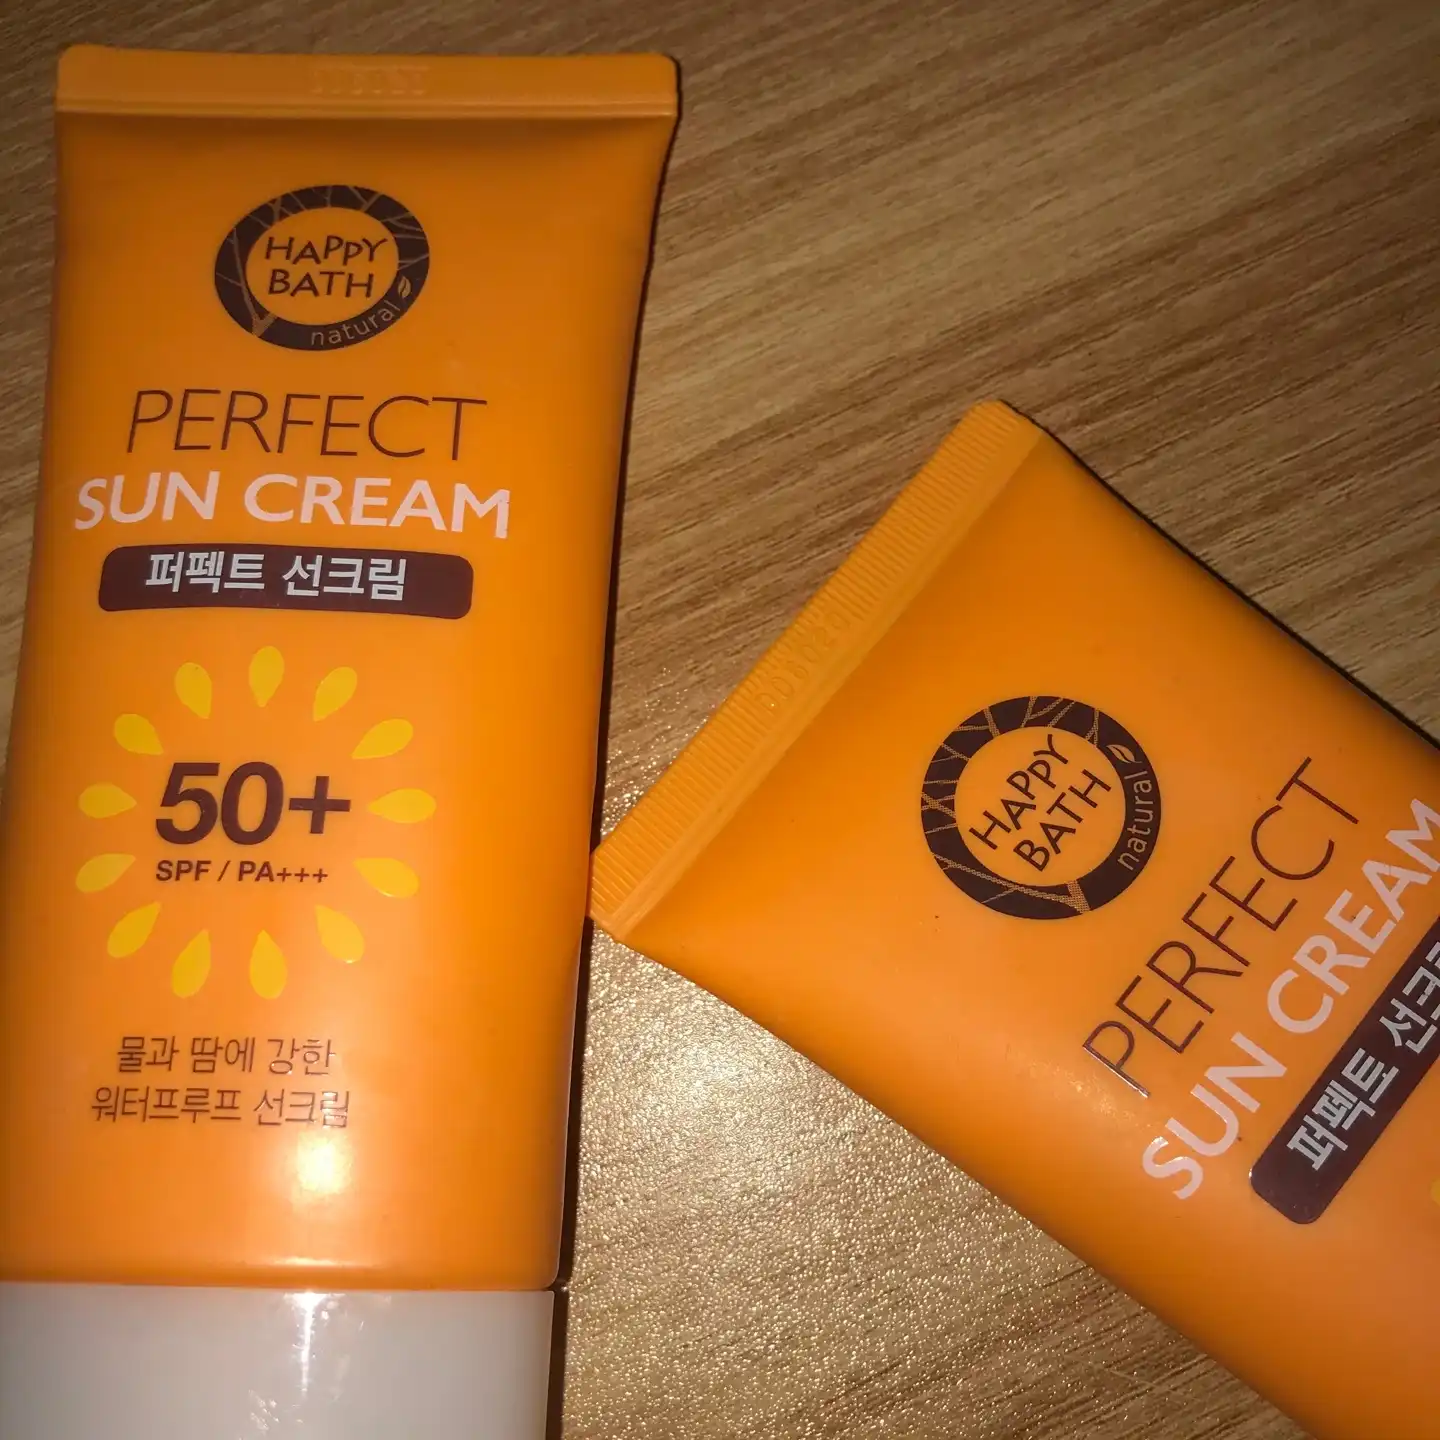 HAPPY
BATH
natural
PERFECT
SUN CREAM
퍼펙트 선크림
50+
SPF / PA+++
물과 땀에 강한
워터프루프 선크림
HAPPY
BATH
natural
PERFECT
SUN CREAM
퍼펙트